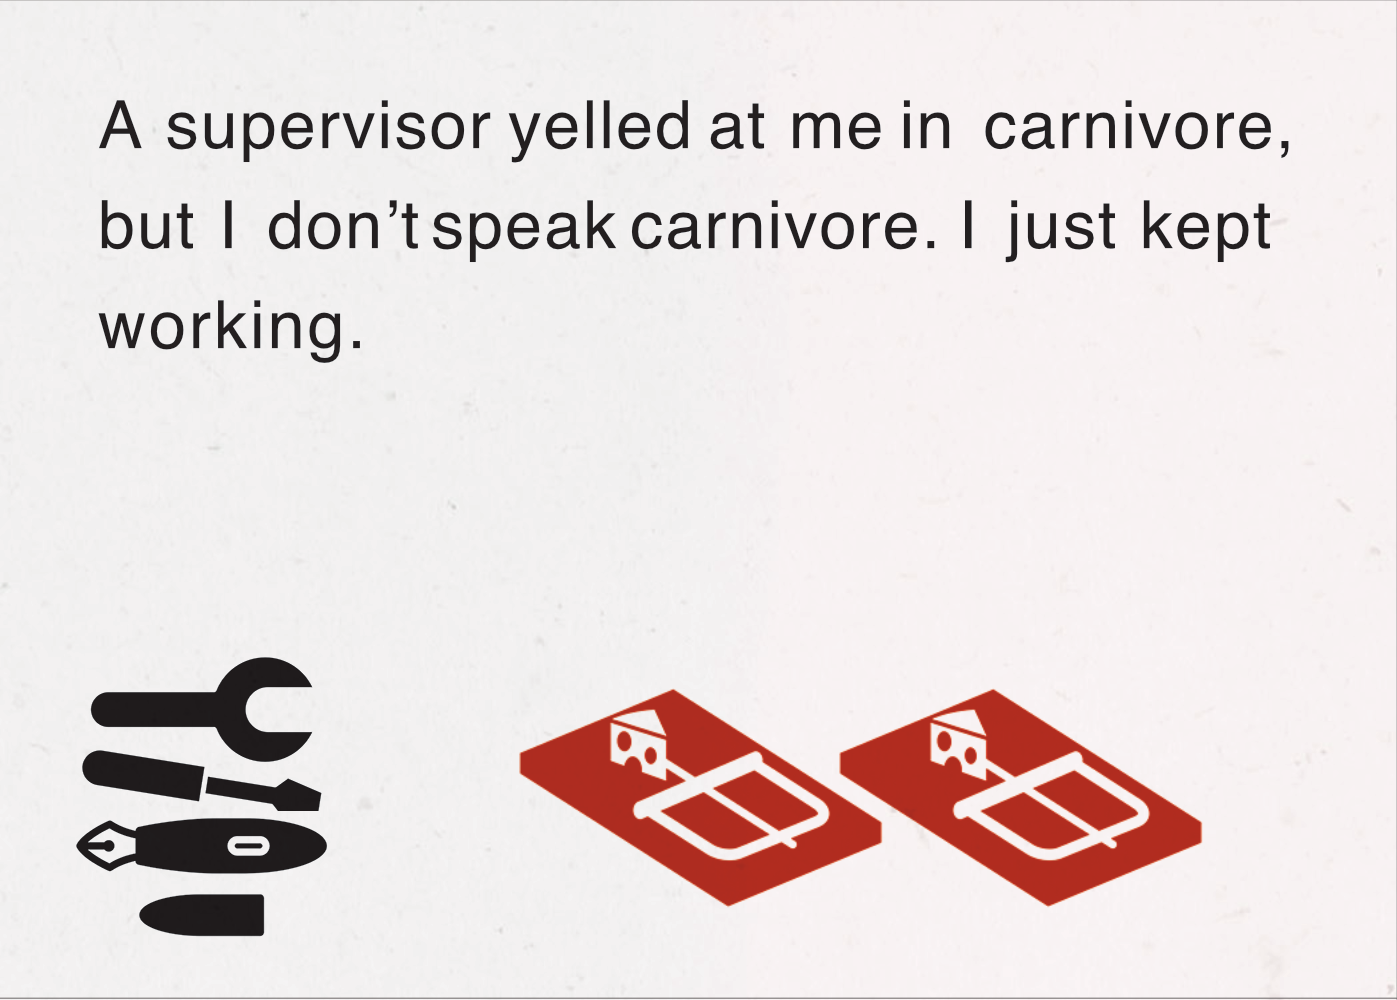 A supervisor yelled at me in carnivore,
but I don’t speak carnivore. I just kept
working.